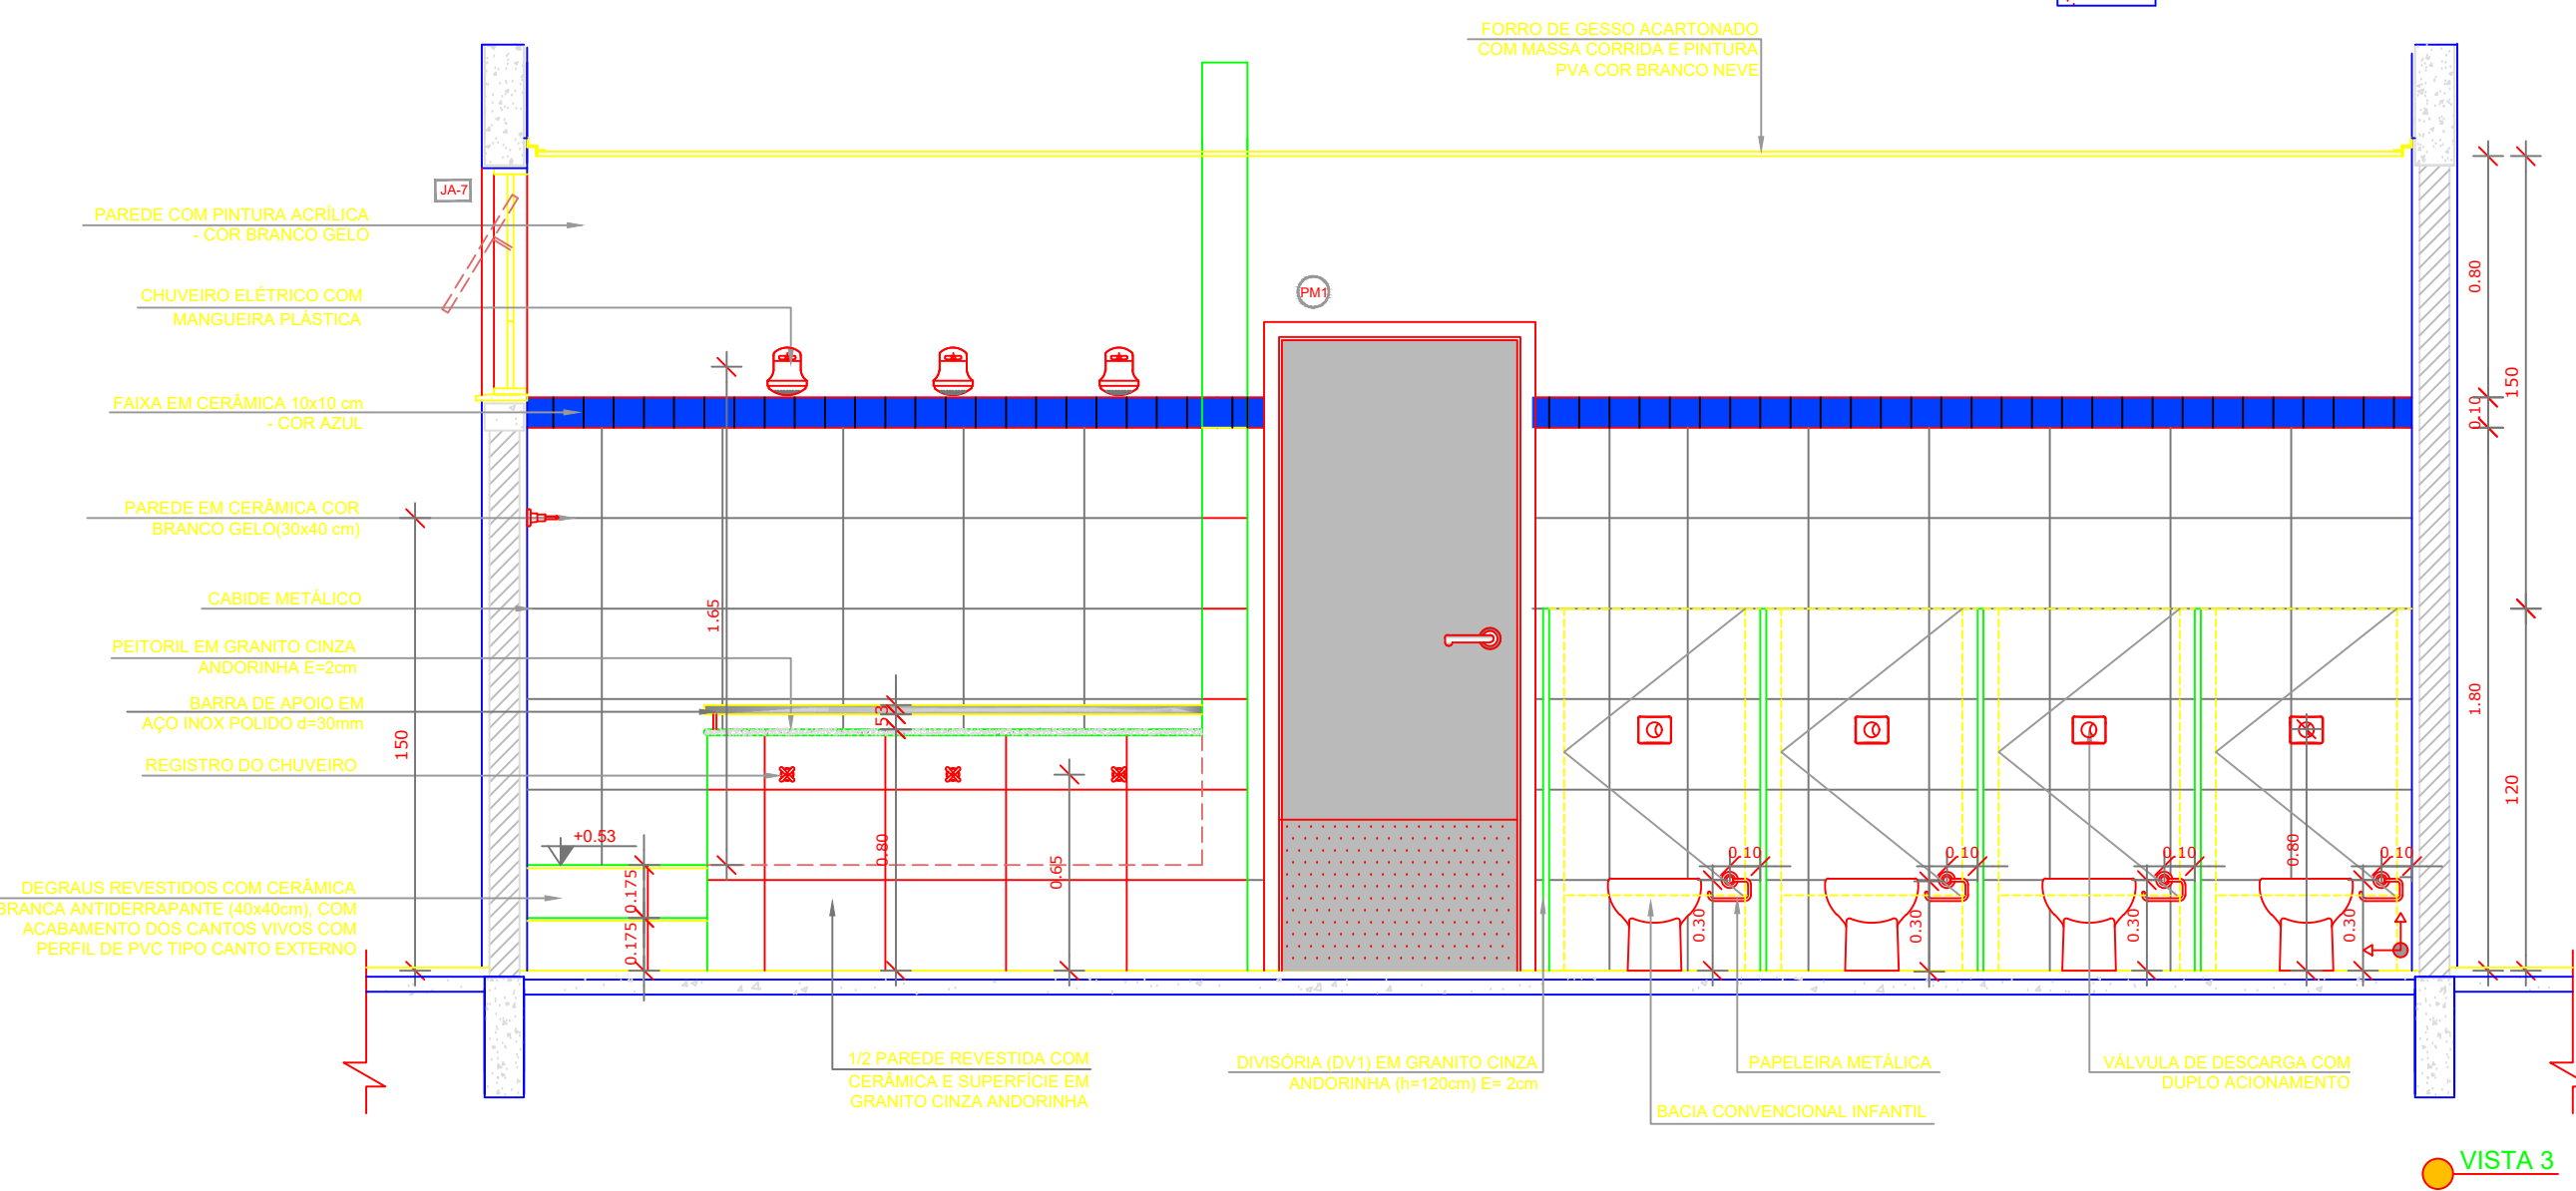 FORRO DE GESSO ACARTONADO
COM MASSA CORRIDA E PINTURA
PVA COR BRANCO NEVE
JA-7
PAREDE COM PINTURA ACRÍLICA
- COR BRANCO GELO
CHUVEIRO ELÉTRICO COM
MANGUEIRA PLÁSTICA
PM1
FAIXA EM CERÂMICA 10x10 cm
- COR AZUL
PAREDE EM CERÂMICA COR
BRANCO GELO(30x40 cm)
CABIDE METÁLICO
PEITORIL EM GRANITO CINZA
ANDORINHA E=2cm
BARRA DE APOIO EM
AÇO INOX POLIDO d=30mm
REGISTRO DO CHUVEIRO
DEGRAUS REVESTIDOS COM CERÂMICA
BRANCA ANTIDERRAPANTE (40x40cm), COM
ACABAMENTO DOS CANTOS VIVOS COM
PERFIL DE PVC TIPO CANTO EXTERNO
150
+0.53
0.175
0.175
1.65
53
0.80
0.65
0.10
0.10
0.10
0.10
0.30
0.30
0.30
0.80
0.30
0.80
0.10
1.80
150
120
1/2 PAREDE REVESTIDA COM
CERÂMICA E SUPERFÍCIE EM
GRANITO CINZA ANDORINHA
DIVISÓRIA (DV1) EM GRANITO CINZA
ANDORINHA (h=120cm) E= 2cm
PAPELEIRA METÁLICA
BACIA CONVENCIONAL INFANTIL
VÁLVULA DE DESCARGA COM
DUPLO ACIONAMENTO
VISTA 3